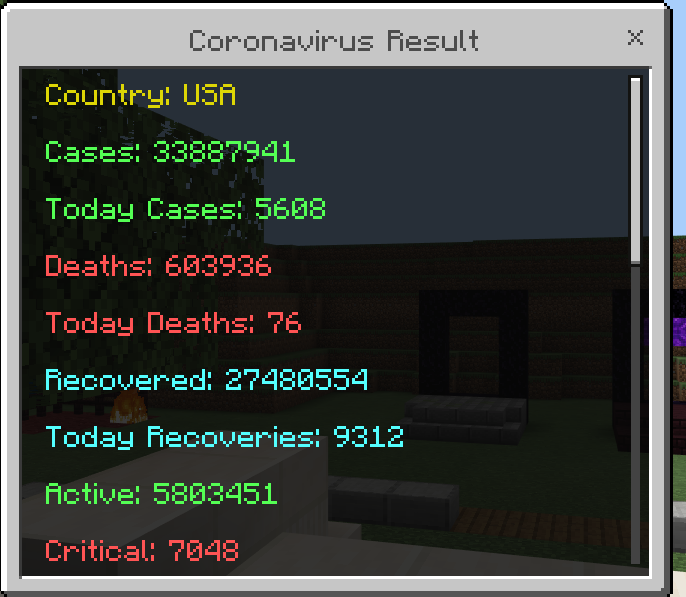 Coronavirus Result
Country: USA
Cases: 33887941
Today Cases: 5608
Deaths: 603936
Today Deaths: 76
Recovered: 27480554
Today Recoveries: 9312
Active: 5803451
Critical: 7048